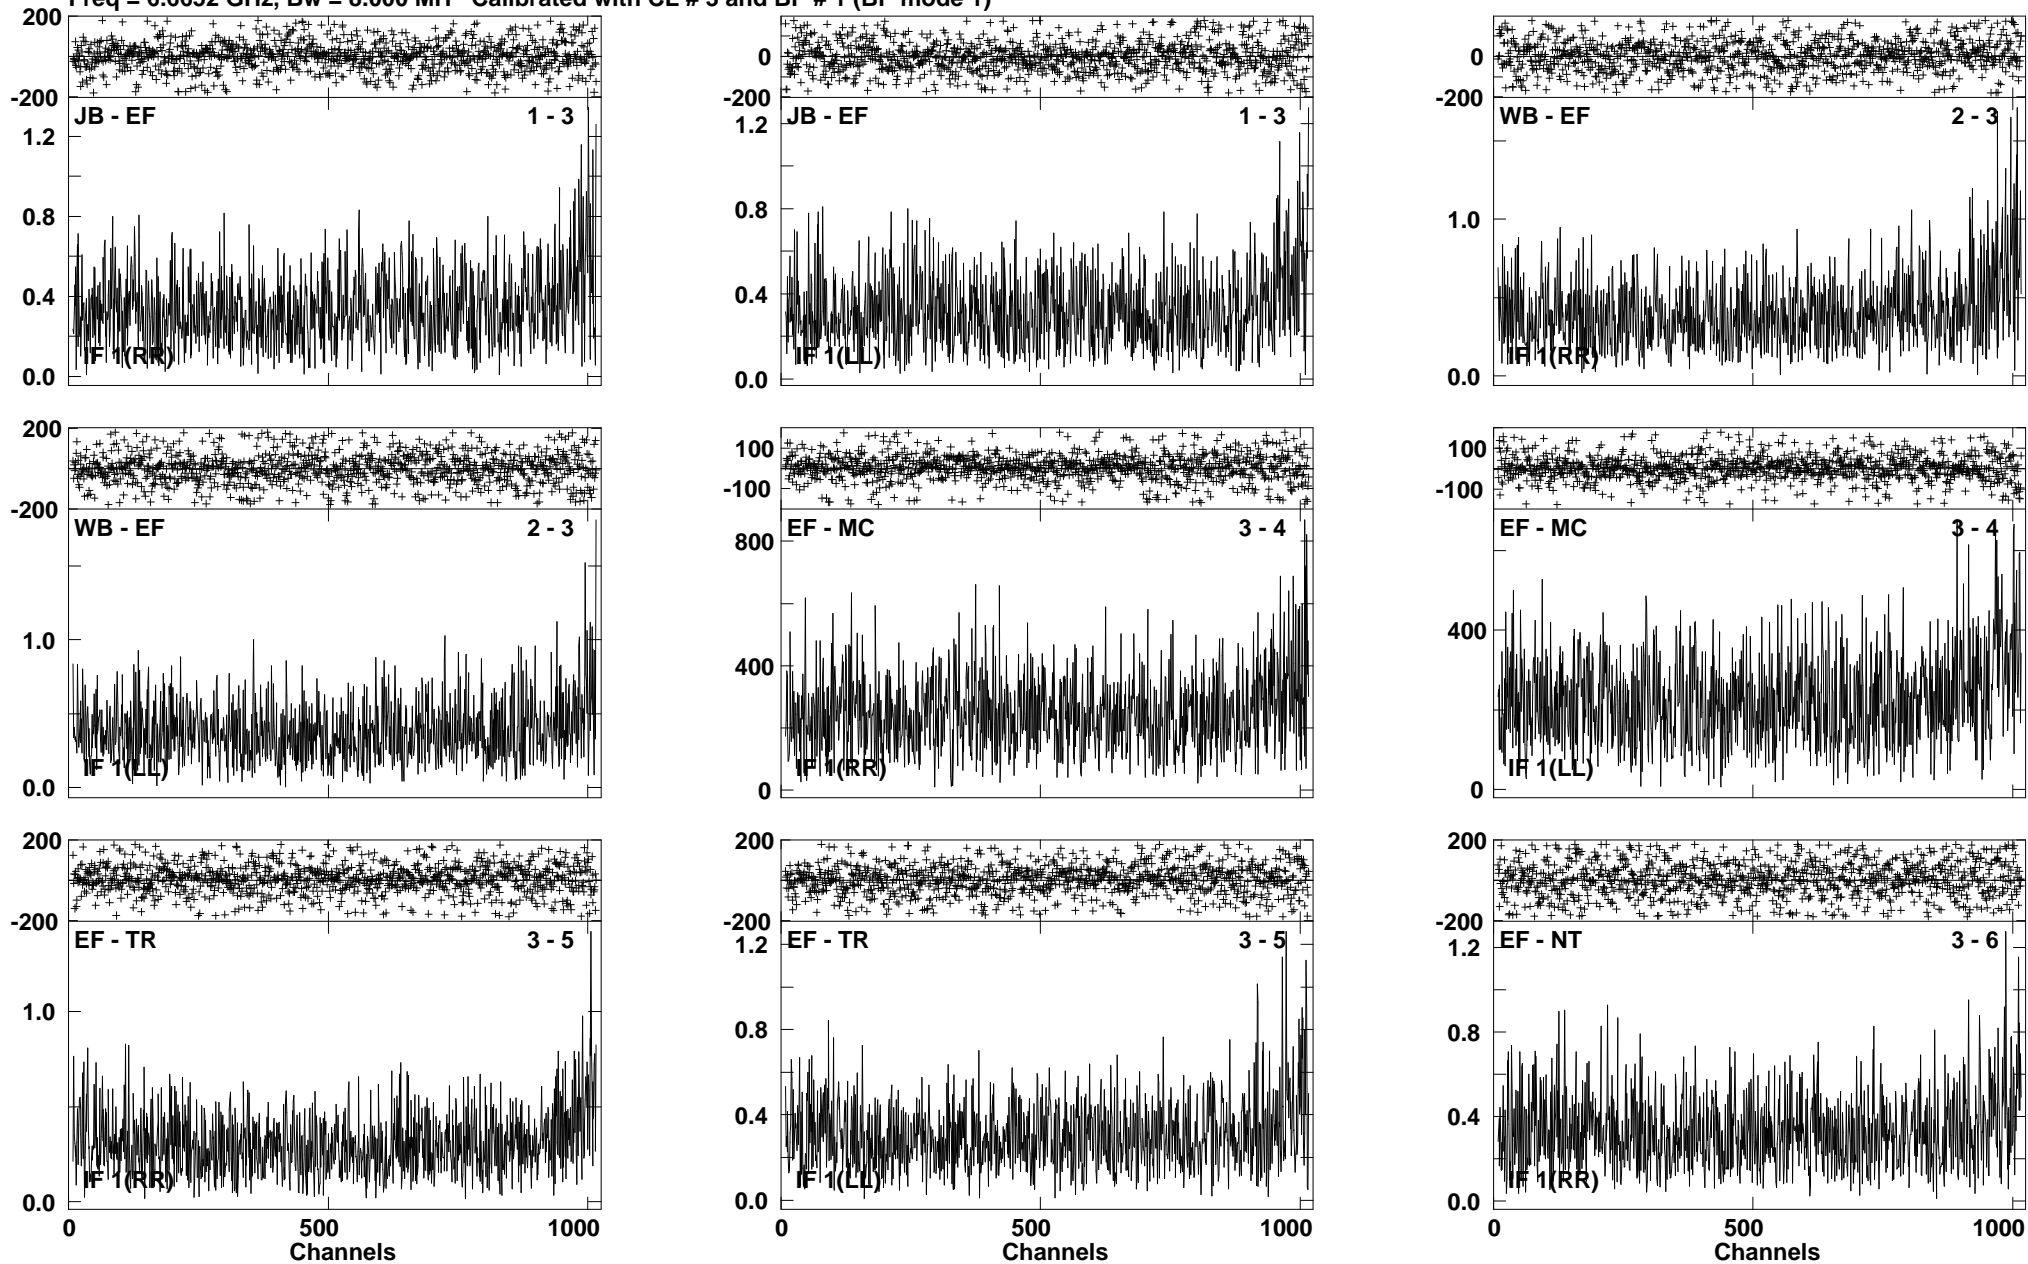 Freq = 6.6652 GHz, Bw = 8.000 MH Calibrated with CL # 3 and BP # 1 (BP mode 1)
200
-200
0
-200
0
-200
JB - EF 1 - 3
1.2
0.8
0.4
0.0
IF 1(RR)
JB - EF 1 - 3
1.2
0.8
0.4
0.0
IF 1(LL)
WB - EF 2 - 3
1.0
0.0
IF 1(RR)
200
-200
100
-100
100
-100
WB - EF 2 - 3
1.0
0.0
IF 1(LL)
EF - MC 3 - 4
800
400
0
IF 1(RR)
EF - MC 3 - 4
400
0
IF 1(LL)
200
-200
200
-200
200
-200
EF - TR 3 - 5
1.0
0.0
IF 1(RR)
EF - TR 3 - 5
1.2
0.8
0.4
0.0
IF 1(LL)
EF - NT 3 - 6
1.2
0.8
0.4
0.0
IF 1(RR)
0 500 1000
Channels
0 500 1000
Channels
0 500 1000
Channels